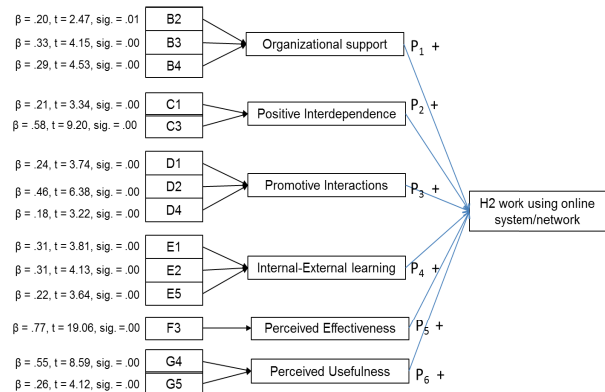 β = .20, t = 2.47, sig. = .01 B2
β = .33, t = 4.15, sig. = .00 B3
β = .29, t = 4.53, sig. = .00 B4
Organizational support
P1 +
β = .21, t = 3.34, sig. = .00 C1
β = .58, t = 9.20, sig. = .00 C3
Positive Interdependence
P2 +
β = .24, t = 3.74, sig. = .00 D1
β = .46, t = 6.38, sig. = .00 D2
β = .18, t = 3.22, sig. = .00 D4
Promotive Interactions
P3 +
H2 work using online
system/network
β = .31, t = 3.81, sig. = .00 E1
β = .31, t = 4.13, sig. = .00 E2
β = .22, t = 3.64, sig. = .00 E5
Internal-External learning
P4 +
β = .77, t = 19.06, sig. =.00 F3
Perceived Effectiveness
P5 +
β = .55, t = 8.59, sig. = .00 G4
β = .26, t = 4.12, sig. = .00 G5
Perceived Usefulness
P6 +